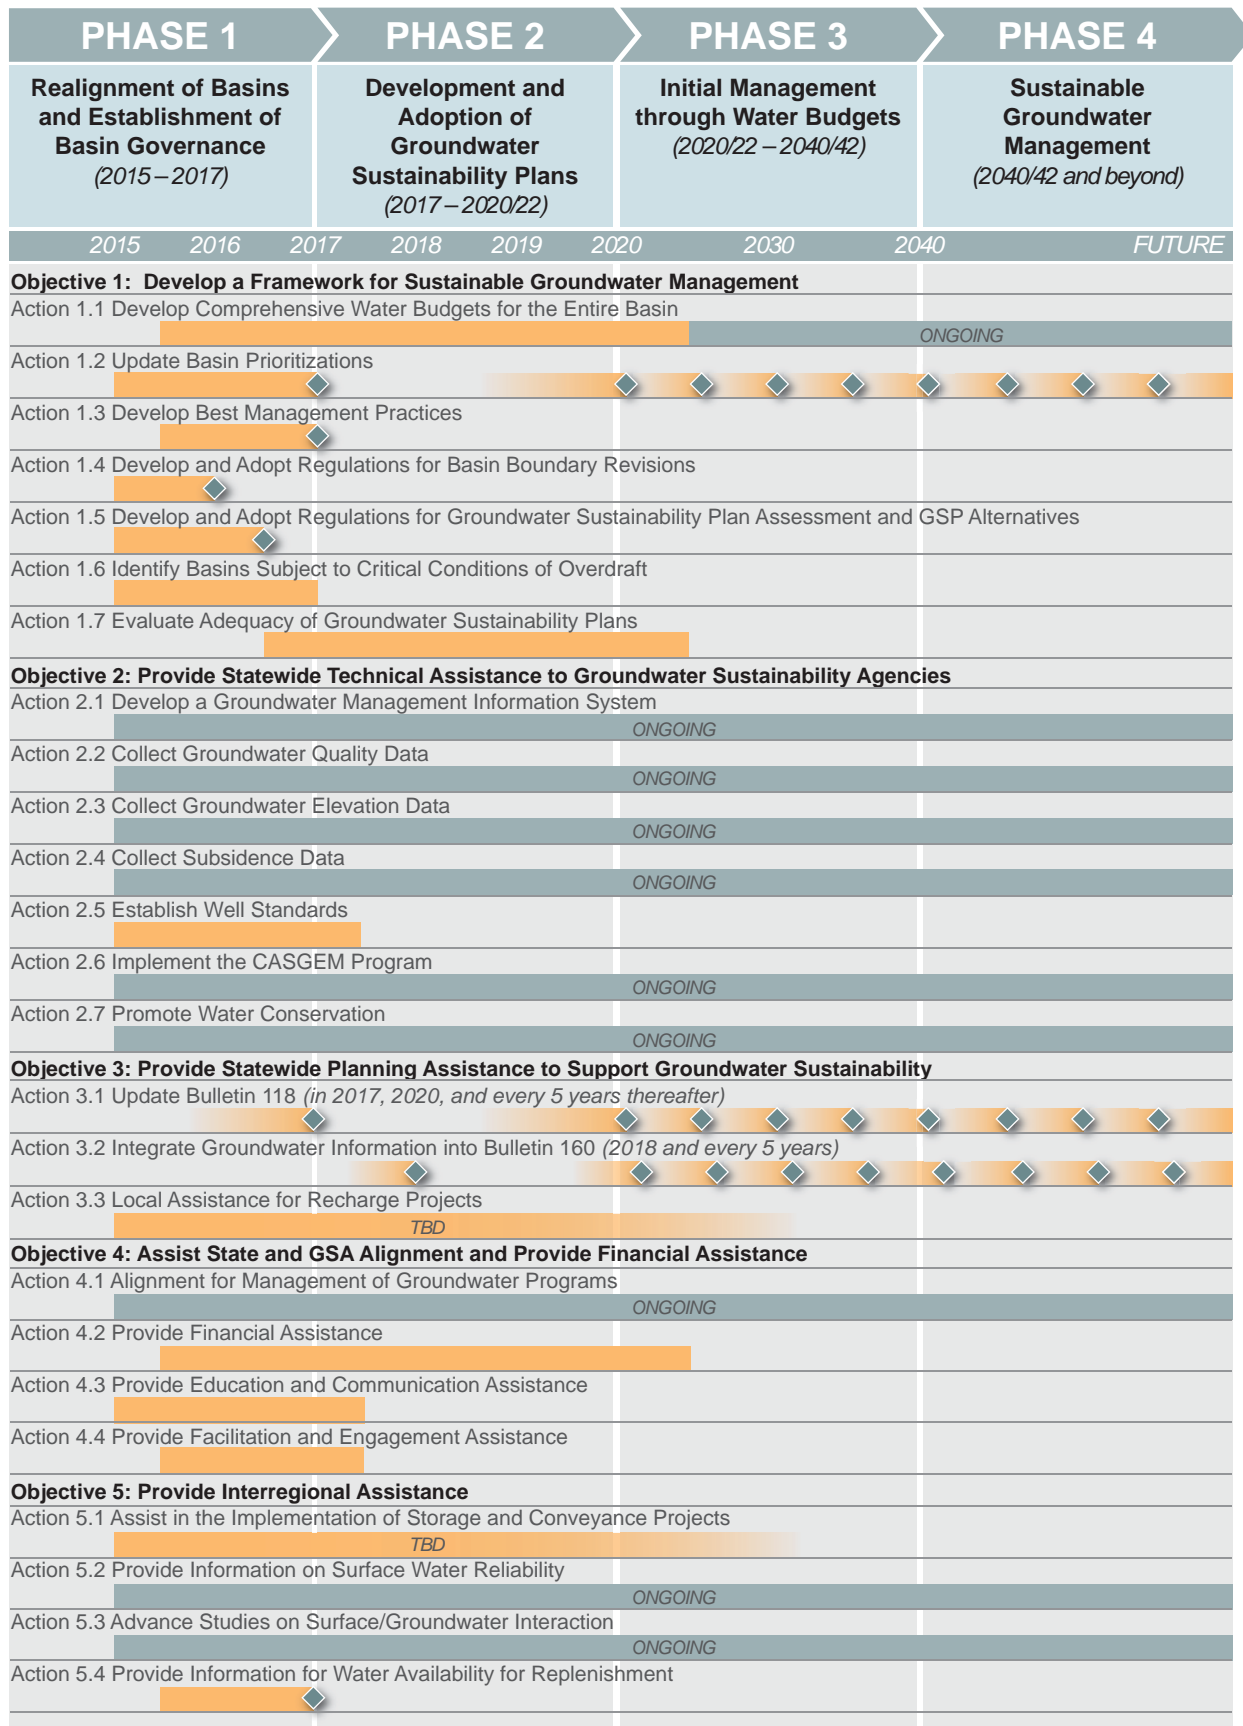 PHASE 1 PHASE 2 PHASE 3 PHASE 4
Realignment of Basins
and Establishment of
Basin Governance
(2015 – 2017)
Development and
Adoption of
Groundwater
Sustainability Plans
(2017 – 2020/22)
Initial Management
through Water Budgets
(2020/22 – 2040/42)
Sustainable
Groundwater
Management
(2040/42 and beyond)
2015 2016 2017 2018 2019 2020 2030 2040 FUTURE
Objective 1: Develop a Framework for Sustainable Groundwater Management
Action 1.1 Develop Comprehensive Water Budgets for the Entire Basin
ONGOING
Action 1.2 Update Basin Prioritizations
Action 1.3 Develop Best Management Practices
Action 1.4 Develop and Adopt Regulations for Basin Boundary Revisions
Action 1.5 Develop and Adopt Regulations for Groundwater Sustainability Plan Assessment and GSP Alternatives
Action 1.6 Identify Basins Subject to Critical Conditions of Overdraft
Action 1.7 Evaluate Adequacy of Groundwater Sustainability Plans
Objective 2: Provide Statewide Technical Assistance to Groundwater Sustainability Agencies
Action 2.1 Develop a Groundwater Management Information System
ONGOING
Action 2.2 Collect Groundwater Quality Data
ONGOING
Action 2.3 Collect Groundwater Elevation Data
ONGOING
Action 2.4 Collect Subsidence Data
ONGOING
Action 2.5 Establish Well Standards
Action 2.6 Implement the CASGEM Program
ONGOING
Action 2.7 Promote Water Conservation
ONGOING
Objective 3: Provide Statewide Planning Assistance to Support Groundwater Sustainability
Action 3.1 Update Bulletin 118 (in 2017, 2020, and every 5 years thereafter)
Action 3.2 Integrate Groundwater Information into Bulletin 160 (2018 and every 5 years)
Action 3.3 Local Assistance for Recharge Projects
TBD
Objective 4: Assist State and GSA Alignment and Provide Financial Assistance
Action 4.1 Alignment for Management of Groundwater Programs
ONGOING
Action 4.2 Provide Financial Assistance
Action 4.3 Provide Education and Communication Assistance
Action 4.4 Provide Facilitation and Engagement Assistance
Objective 5: Provide Interregional Assistance
Action 5.1 Assist in the Implementation of Storage and Conveyance Projects
TBD
Action 5.2 Provide Information on Surface Water Reliability
ONGOING
Action 5.3 Advance Studies on Surface/Groundwater Interaction
ONGOING
Action 5.4 Provide Information for Water Availability for Replenishment